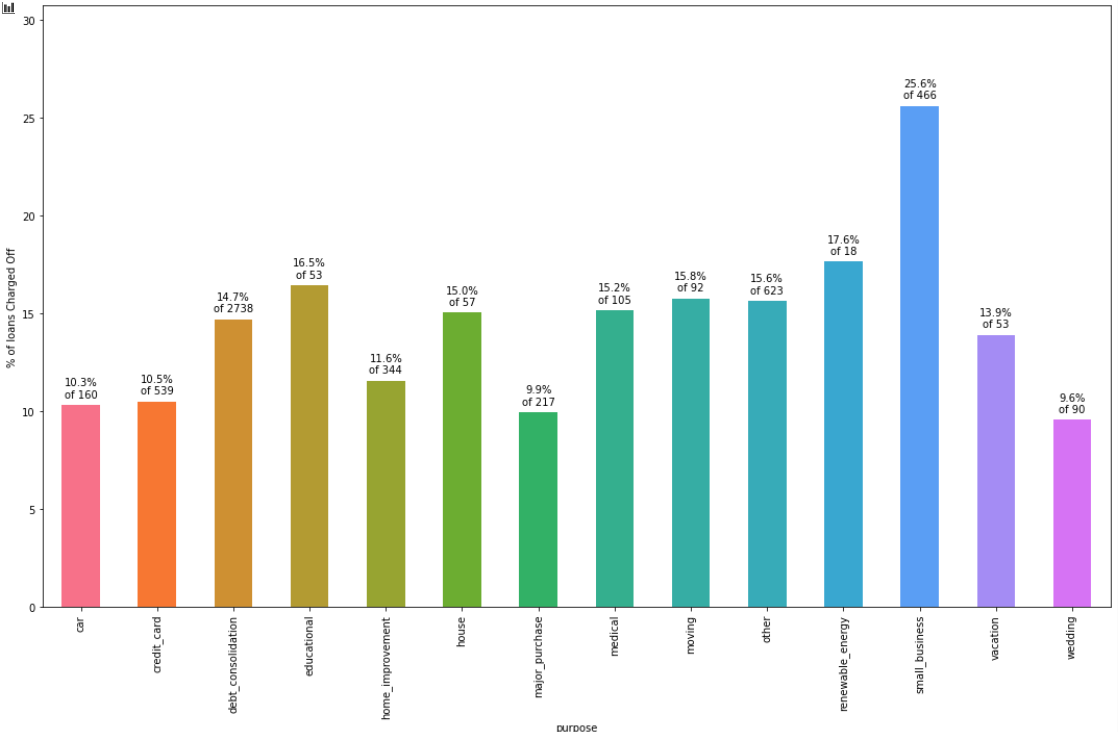 30
25
20
15
10
5
0
% of loans Charged Off
10.3%
of 160
10.5%
of 539
14.7%
of 2738
16.5%
of 53
11.6%
of 344
15.0%
of 57
9.9%
of 217
15.2%
of 105
15.8%
of 92
15.6%
of 623
17.6%
of 18
25.6%
of 466
13.9%
of 53
9.6%
of 90
car
credit_card
debt_consolidation
educational
home_improvement
house
major_purchase
medical
moving
other
renewable_energy
small_business
vacation
wedding
purpose